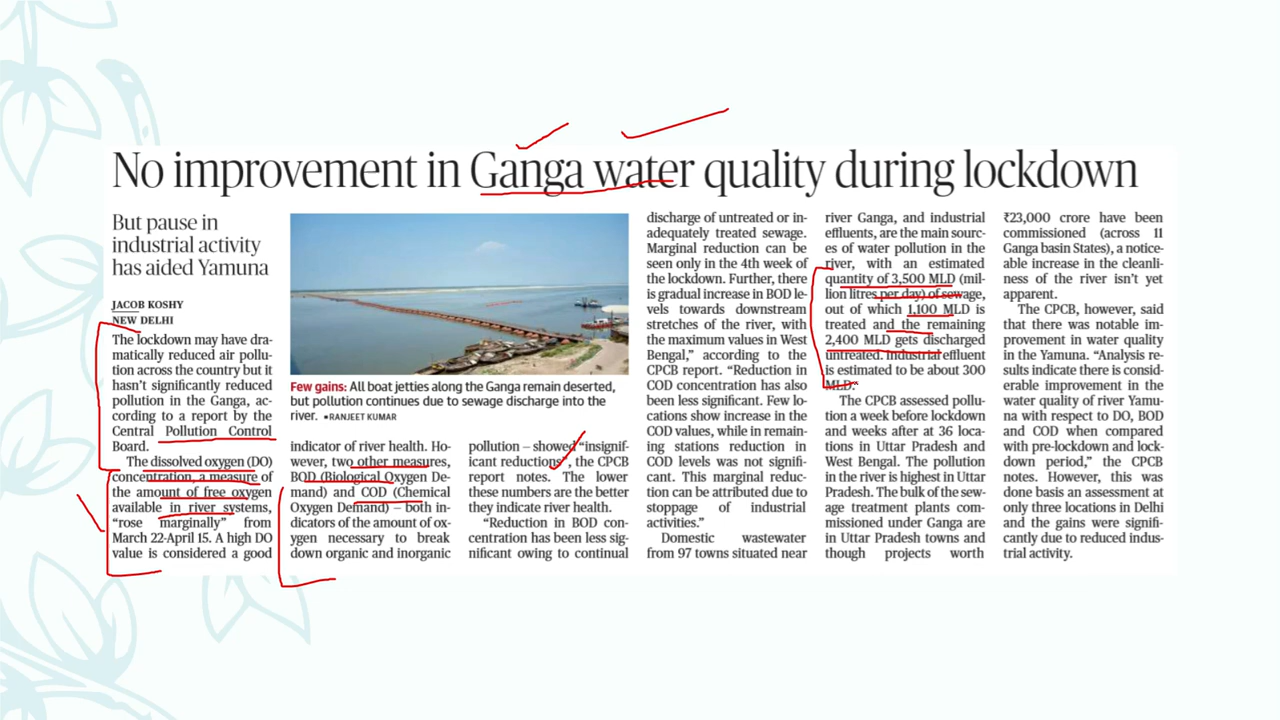 No improvement in Ganga water quality during lockdown
But pause in
industrial activity
has aided Yamuna
JACOB KOSHY
NEW DELHI
The lockdown may have dra-
matically reduced air pollu-
tion across the country but it
hasn't significantly reduced
pollution in the Ganga, ac-
cording to a report by the
Central Pollution Control
Board.
The dissolved oxygen (DO)
concentration, a measure of
the amount of free oxygen
available in river systems,
"rose marginally" from
March 22-April 15. A high DO
value is considered a good
Few gains: All boat jetties along the Ganga remain deserted,
but pollution continues due to sewage discharge into the
river. •RANJEET KUMAR
indicator of river health. Ho-
wever, two other measures,
BOD (Biological Oxygen De-
mand) and COD (Chemical
Oxygen Demand) – both in-
dicators of the amount of ox-
ygen necessary to break
down organic and inorganic
pollution – showed "insignif-
icant reductions", the CPCB
report notes. The lower
these numbers are the better
they indicate river health.
"Reduction in BOD con-
centration has been less sig-
nificant owing to continual
discharge of untreated or in-
adequately treated sewage.
Marginal reduction can be
seen only in the 4th week of
the lockdown. Further, there
is gradual increase in BOD le-
vels towards downstream
stretches of the river, with
the maximum values in West
Bengal," according to the
CPCB report. "Reduction in
COD concentration has also
been less significant. Few lo-
cations show increase in the
COD values, while in remain-
ing stations reduction in
COD levels was not signifi-
cant. This marginal reduc-
tion can be attributed due to
stoppage of industrial
activities."
Domestic wastewater
from 97 towns situated near
river Ganga, and industrial
effluents, are the main sourc-
es of water pollution in the
river, with an estimated
quantity of 3,500 MLD (mil-
lion litres per day) of sewage,
out of which 1,100 MLD is
treated and the remaining
2,400 MLD gets discharged
untreated. Industrial effluent
is estimated to be about 300
MLD."
The CPCB assessed pollu-
tion a week before lockdown
and weeks after at 36 loca-
tions in Uttar Pradesh and
West Bengal. The pollution
in the river is highest in Uttar
Pradesh. The bulk of the sew-
age treatment plants com-
missioned under Ganga are
in Uttar Pradesh towns and
though projects worth
₹23,000 crore have been
commissioned (across 11
Ganga basin States), a notice-
able increase in the cleanli-
ness of the river isn't yet
apparent.
The CPCB, however, said
that there was notable im-
provement in water quality
in the Yamuna. "Analysis re-
sults indicate there is consid-
erable improvement in the
water quality of river Yamu-
na with respect to DO, BOD
and COD when compared
with pre-lockdown and lock-
down period," the CPCB
notes. However, this was
done basis an assessment at
only three locations in Delhi
and the gains were signifi-
cantly due to reduced indus-
trial activity.